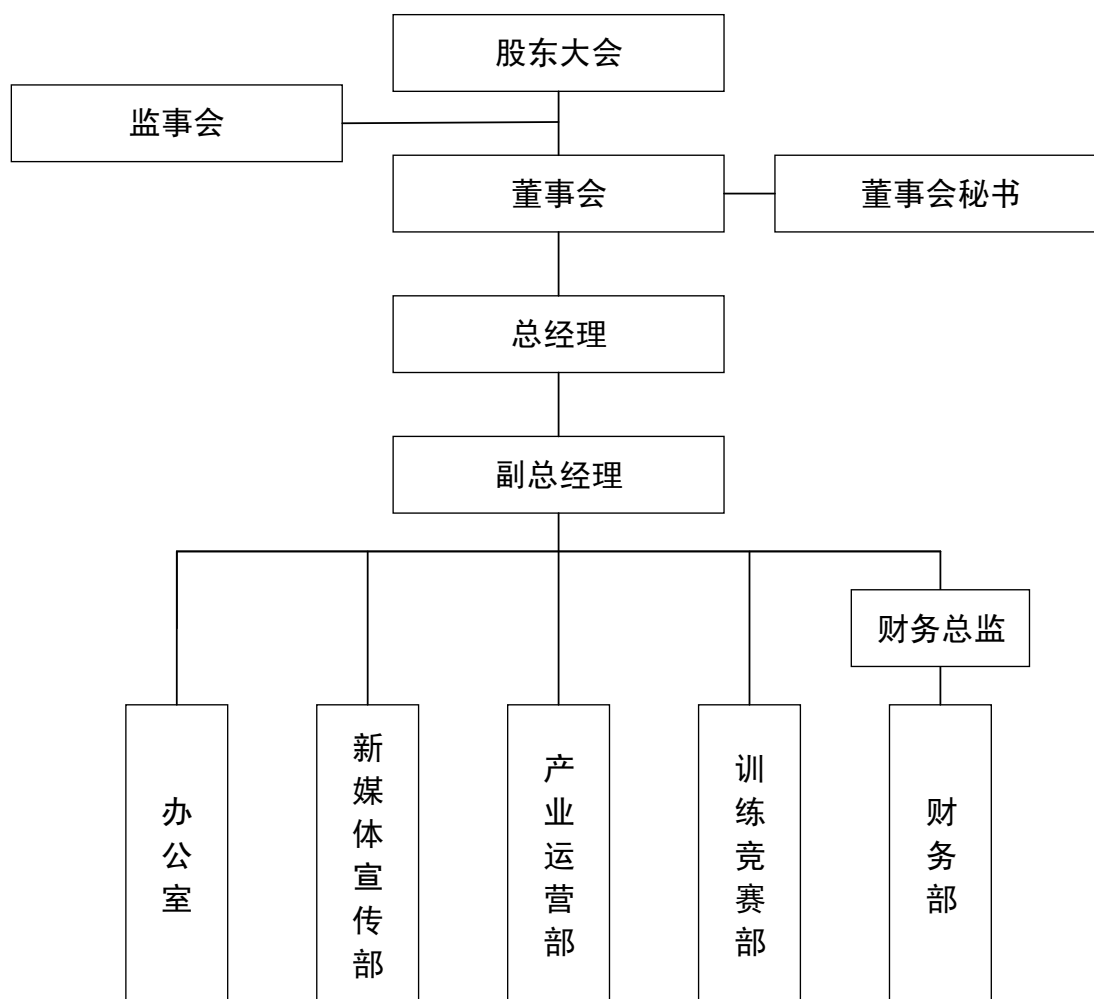 股东大会
监事会
董事会
董事会秘书
总经理
副总经理
财务总监
办公室
新媒体宣传部
产业运营部
训练竞赛部
财务部